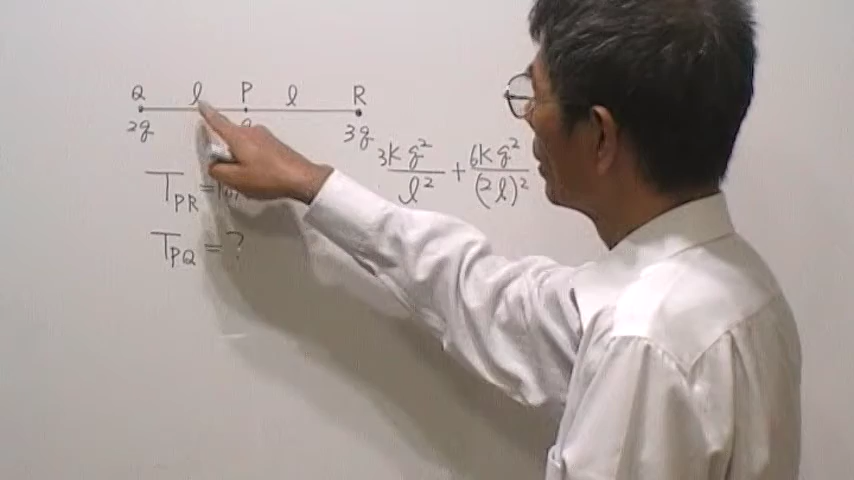 Q l P l R
2q 3q
T_PR = 3kq²/l² + 6kq²/(2l)²
T_PQ = ?